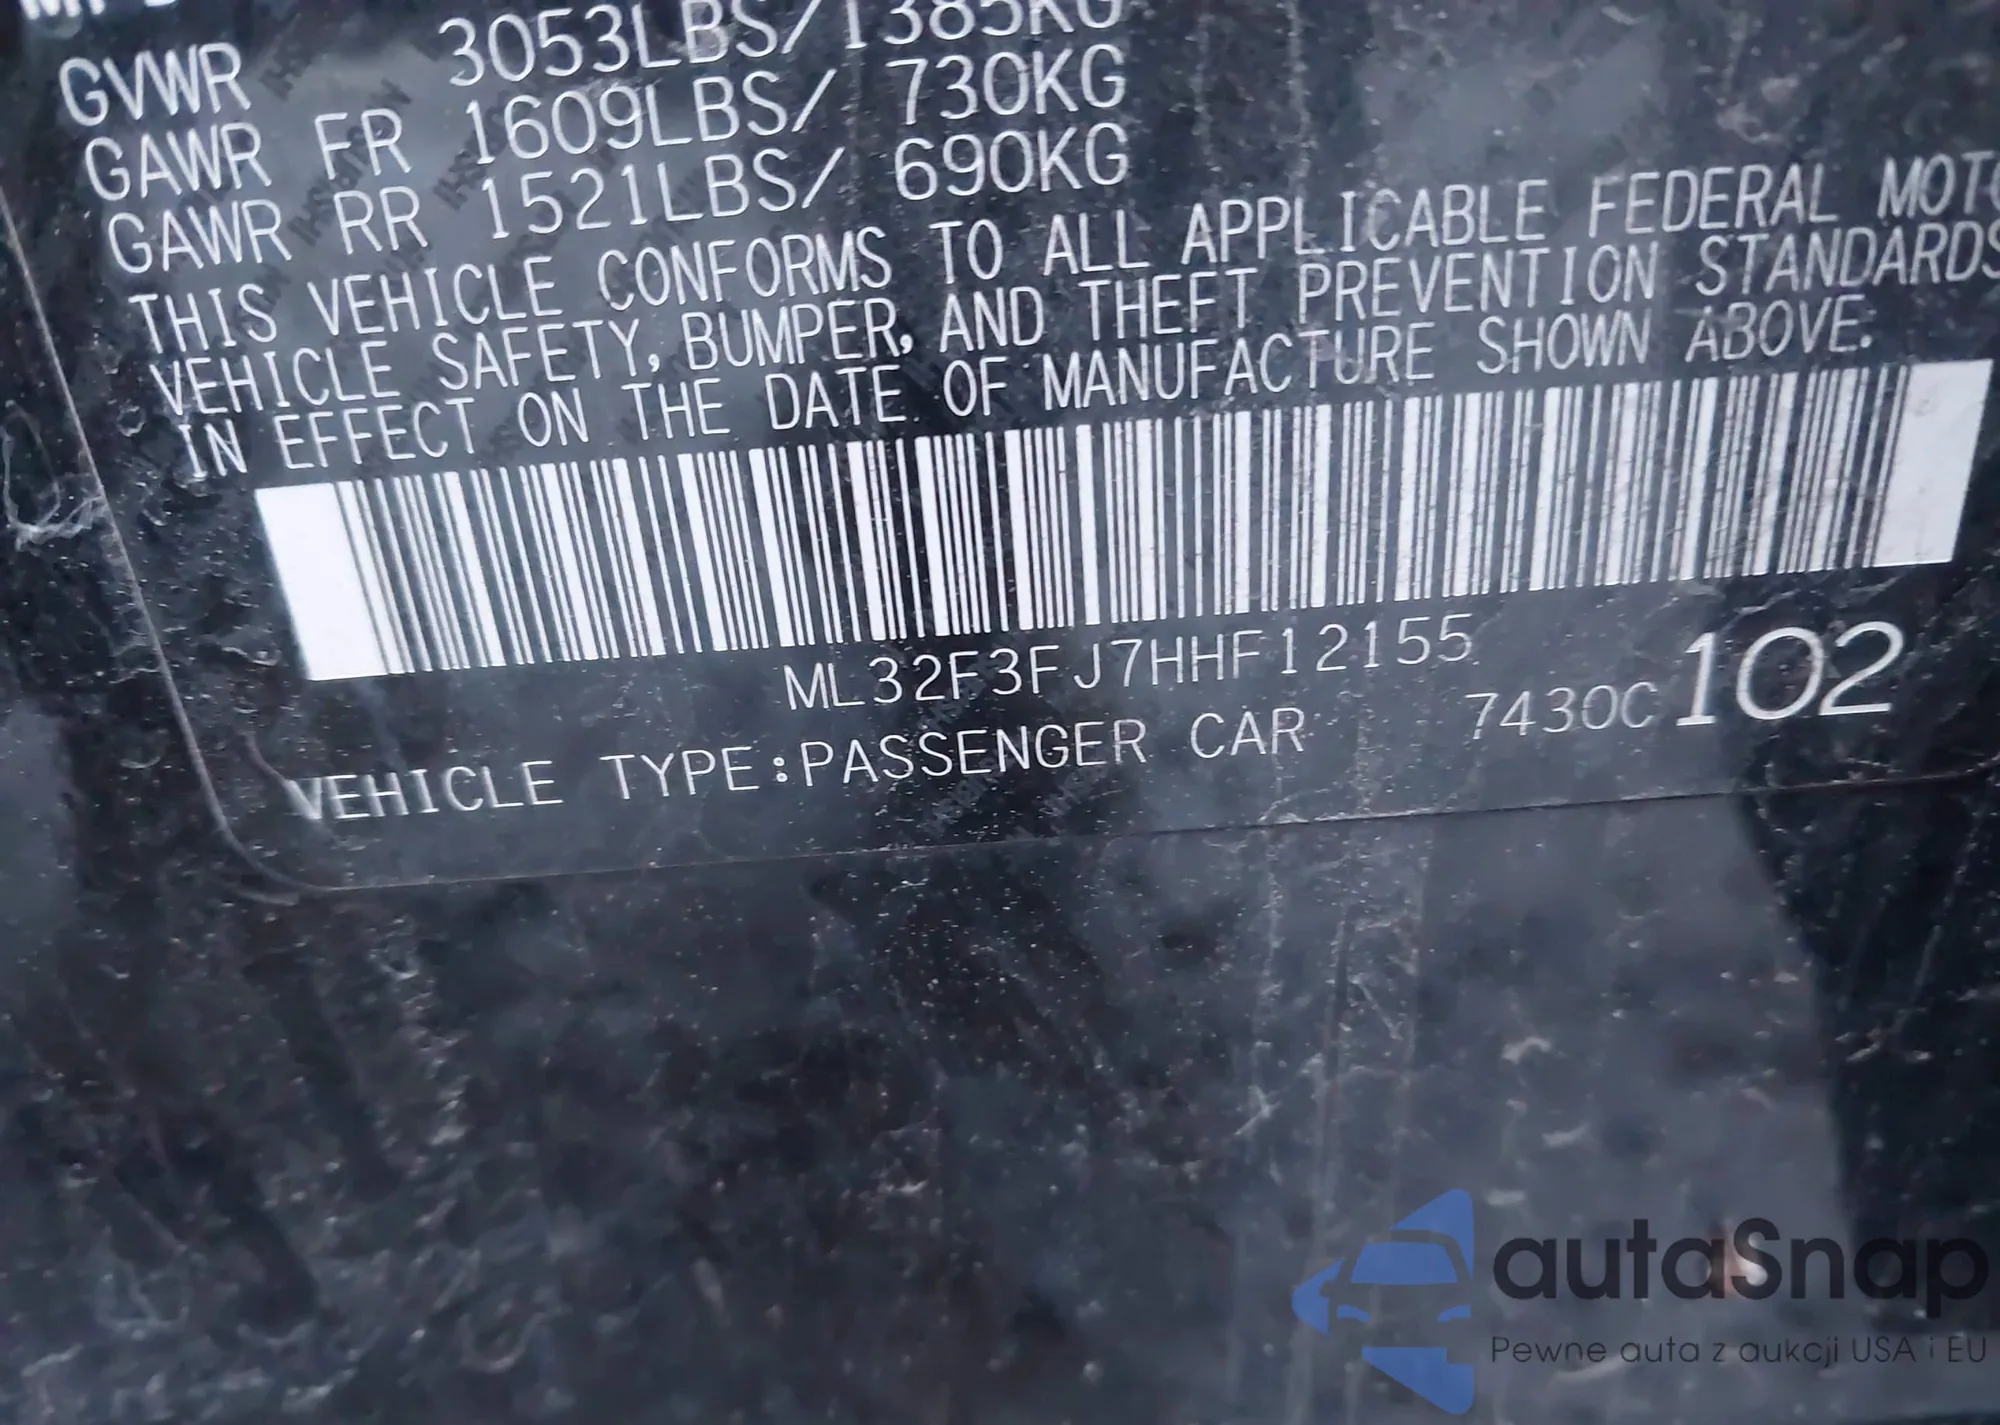 GVWR 3053LBS/1385KG
GAWR FR 1609LBS/ 730KG
GAWR RR 1521LBS/ 690KG
THIS VEHICLE CONFORMS TO ALL APPLICABLE FEDERAL MOTO
VEHICLE SAFETY, BUMPER, AND THEFT PREVENTION STANDARDS
IN EFFECT ON THE DATE OF MANUFACTURE SHOWN ABOVE.
ML32F3FJ7HHF12155
VEHICLE TYPE:PASSENGER CAR 7430C 102
autaSnap
Pewne auta z aukcji USA i EU